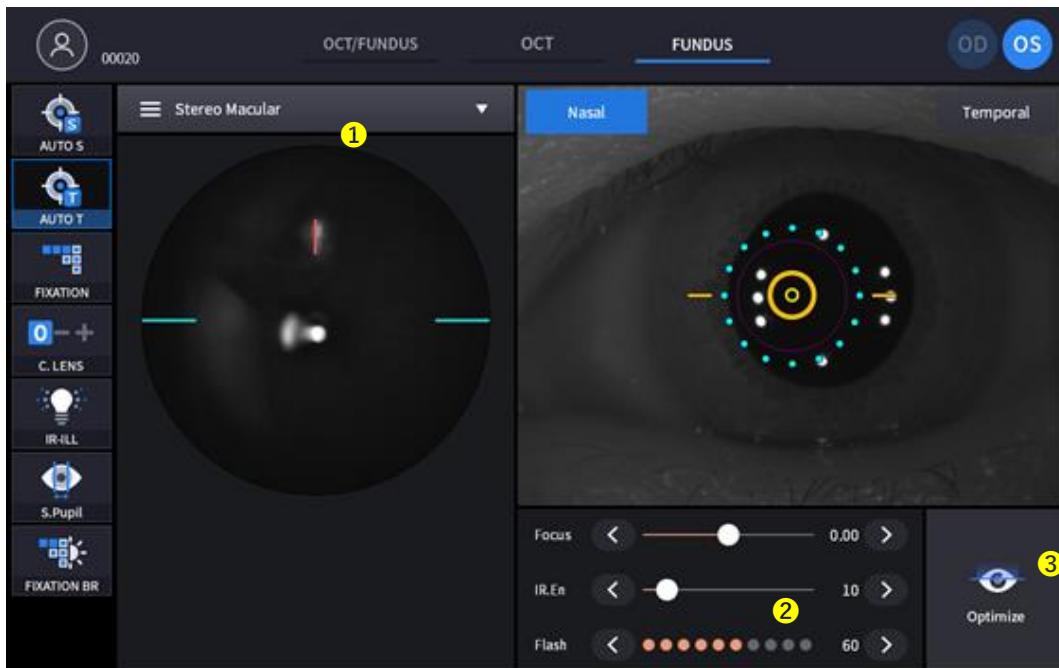 00020
OCT/FUNDUS
OCT
FUNDUS
OD
OS
AUTO S
AUTO T
FIXATION
0 - +
C. LENS
IR-ILL
S.Pupil
FIXATION BR
Stereo Macular
1
Nasal
Temporal
Focus 0.00
IR.En 10
2
Flash 60
3
Optimize